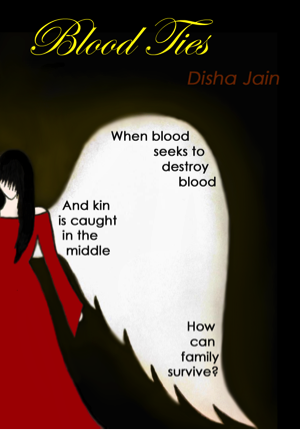 Blood Ties
Disha Jain
When blood
seeks to
destroy
blood
And kin
is caught
in the
middle
How
can
family
survive?